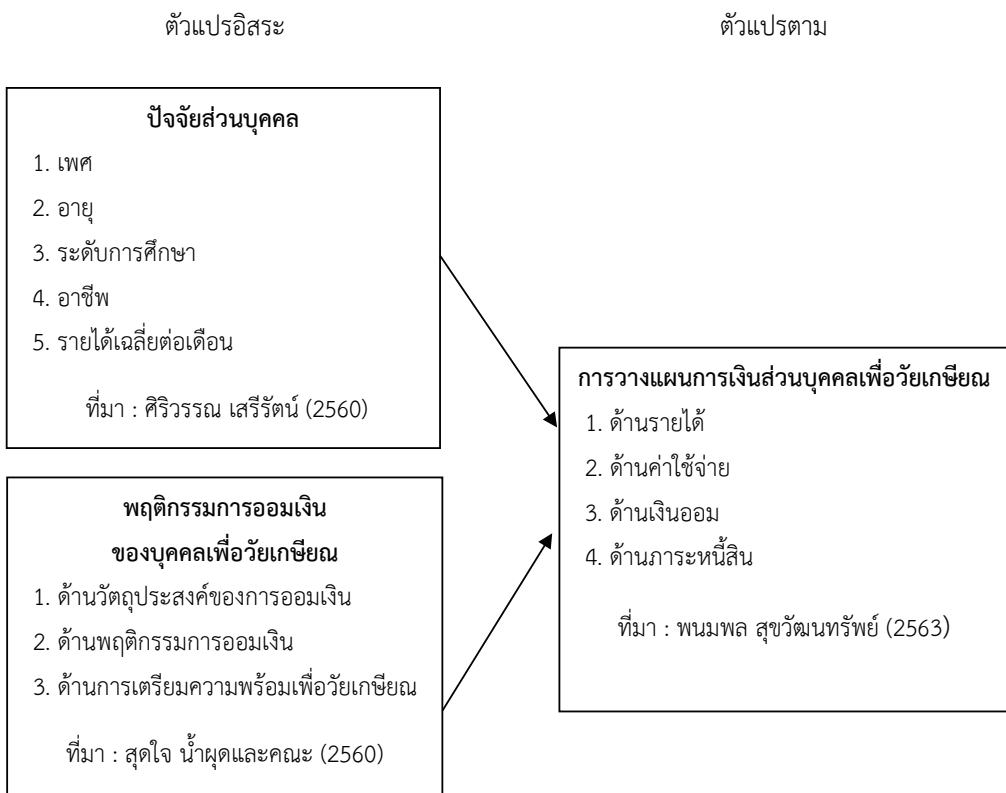 ตัวแปรอิสระ
ตัวแปรตาม
ปัจจัยส่วนบุคคล
1. เพศ
2. อายุ
3. ระดับการศึกษา
4. อาชีพ
5. รายได้เฉลี่ยต่อเดือน
ที่มา : ศิริวรรณ เสรีรัตน์ (2560)
พฤติกรรมการออมเงิน
ของบุคคลเพื่อวัยเกษียณ
1. ด้านวัตถุประสงค์ของการออมเงิน
2. ด้านพฤติกรรมการออมเงิน
3. ด้านการเตรียมความพร้อมเพื่อวัยเกษียณ
ที่มา : สุดใจ น้ำผุดและคณะ (2560)
การวางแผนการเงินส่วนบุคคลเพื่อวัยเกษียณ
1. ด้านรายได้
2. ด้านค่าใช้จ่าย
3. ด้านเงินออม
4. ด้านภาระหนี้สิน
ที่มา : พนมพล สุขวัฒนทรัพย์ (2563)